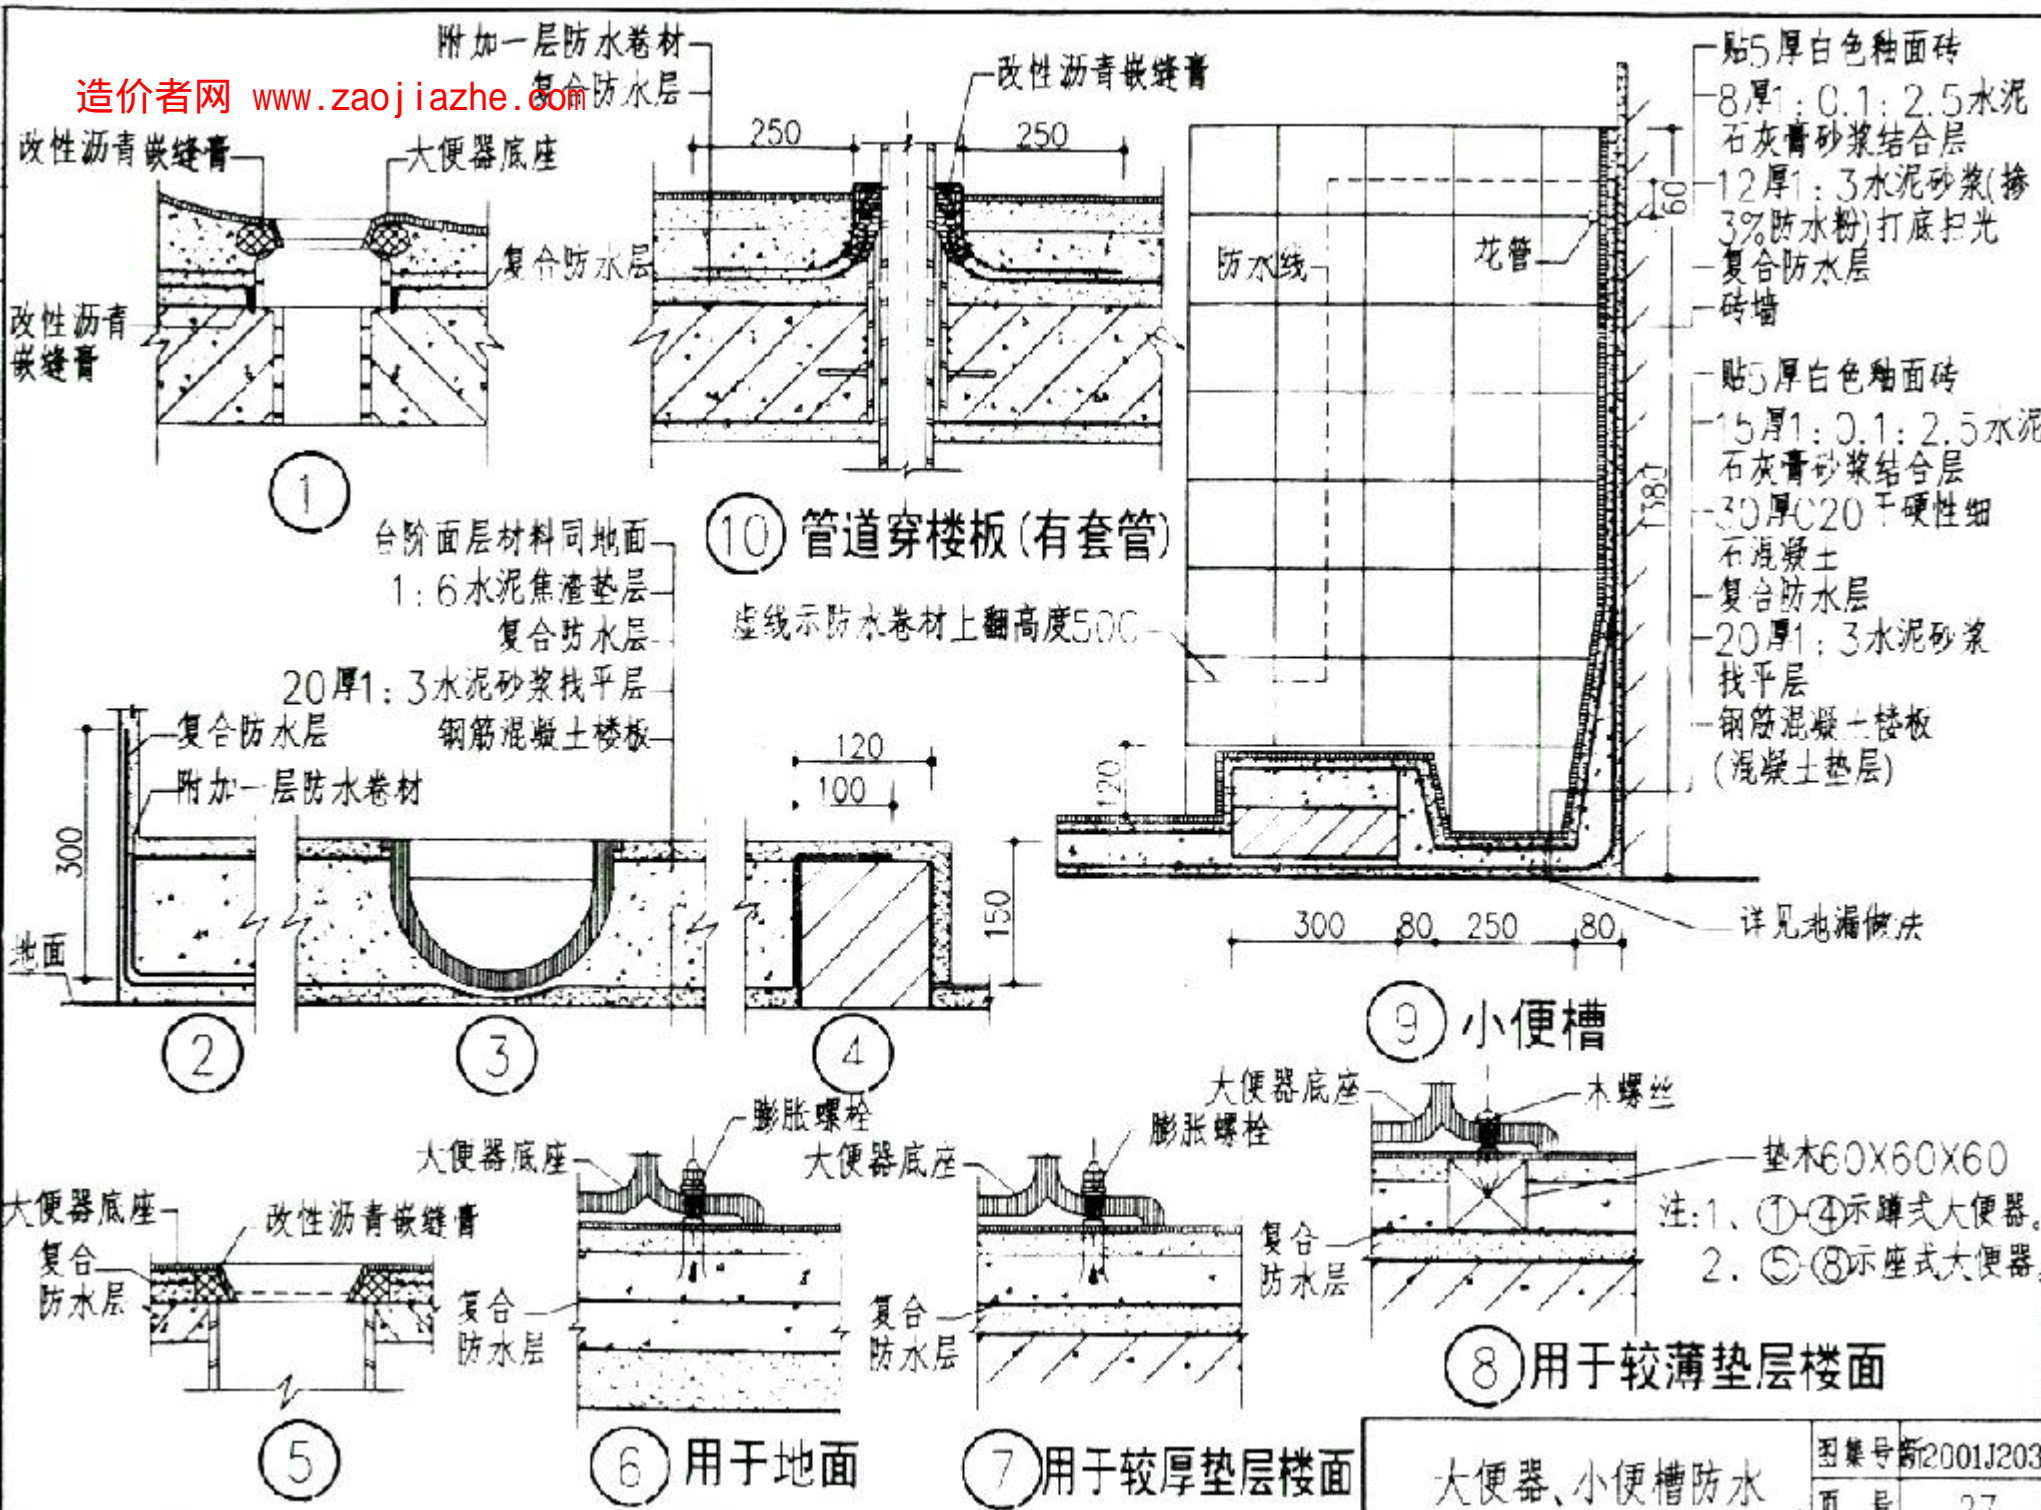 附加一层防水卷材
复合防水层
造价者网 www.zaojiazhe.com
改性沥青嵌缝膏
大便器底座
复合防水层
改性沥青
嵌缝膏
①
改性沥青嵌缝膏
250
250
⑩ 管道穿楼板(有套管)
贴5厚白色釉面砖
8厚1:0.1:2.5水泥
石灰膏砂浆结合层
12厚1:3水泥砂浆(掺
3%防水粉)打底扫光
复合防水层
砖墙
贴5厚白色釉面砖
15厚1:0.1:2.5水泥
石灰膏砂浆结合层
30厚C20干硬性细
石混凝土
复合防水层
20厚1:3水泥砂浆
找平层
钢筋混凝土楼板
(混凝土垫层)
60
防水线
花管
1380
虚线示防水卷材上翻高度500
120
300
80
250
80
详见地漏做法
⑨ 小便槽
台阶面层材料同地面
1:6水泥焦渣垫层
复合防水层
20厚1:3水泥砂浆找平层
钢筋混凝土楼板
复合防水层
附加一层防水卷材
300
地面
120
100
150
②
③
④
大便器底座
改性沥青嵌缝膏
复合
防水层
⑤
大便器底座
膨胀螺栓
复合
防水层
⑥ 用于地面
大便器底座
膨胀螺栓
复合
防水层
⑦ 用于较厚垫层楼面
大便器底座
木螺丝
垫木60X60X60
复合
防水层
⑧ 用于较薄垫层楼面
注:1、①-④示蹲式大便器。
2.⑤-⑧示座式大便器.
大便器、小便槽防水
图集号 新2001J203
页 号